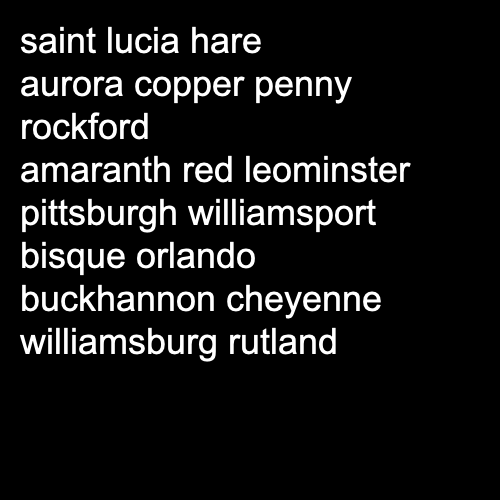 saint lucia hare
aurora copper penny
rockford
amaranth red leominster
pittsburgh williamsport
bisque orlando
buckhannon cheyenne
williamsburg rutland